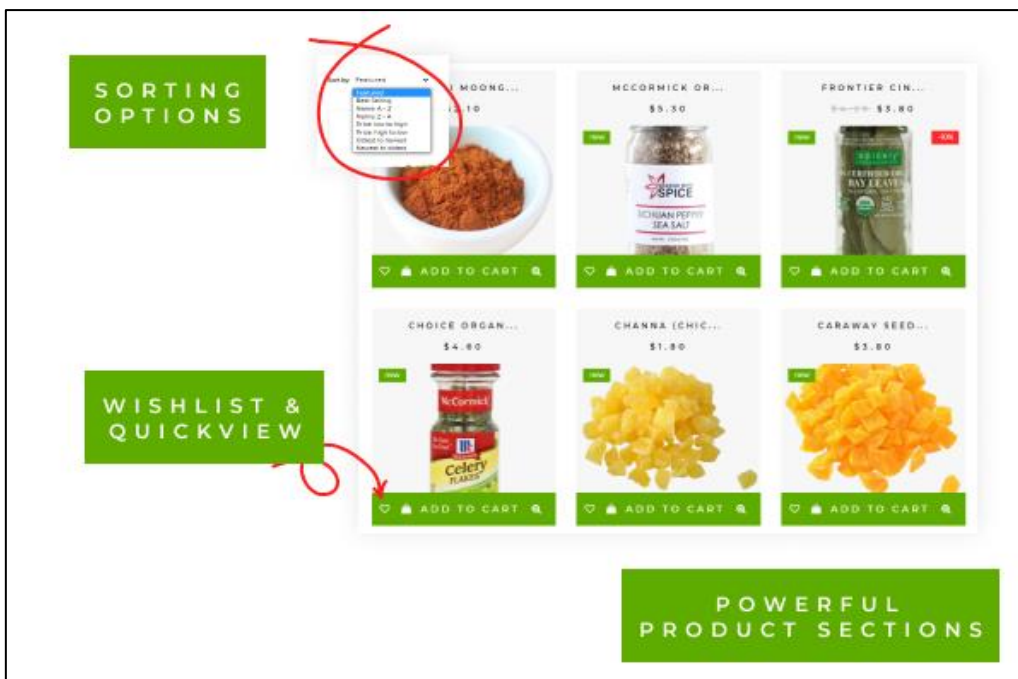 SORTING
OPTIONS
Sort by Featured
Featured
Best Selling
Name A - Z
Name Z - A
Price low to high
Price high to low
Oldest to newest
Newest to oldest
MOONG...
.10
MCCORMICK OR...
$5.30
FRONTIER CIN...
$3.80
new
SPICE
SICHUAN PEPPER
SEA SALT
new
-10%
BAY LEAVES
ADD TO CART
ADD TO CART
ADD TO CART
CHOICE ORGAN...
$4.80
CHANNA (CHIC...
$1.80
CARAWAY SEED...
$3.80
new
McCormick
Celery
FLAKES
new
new
WISHLIST &
QUICKVIEW
ADD TO CART
ADD TO CART
ADD TO CART
POWERFUL
PRODUCT SECTIONS